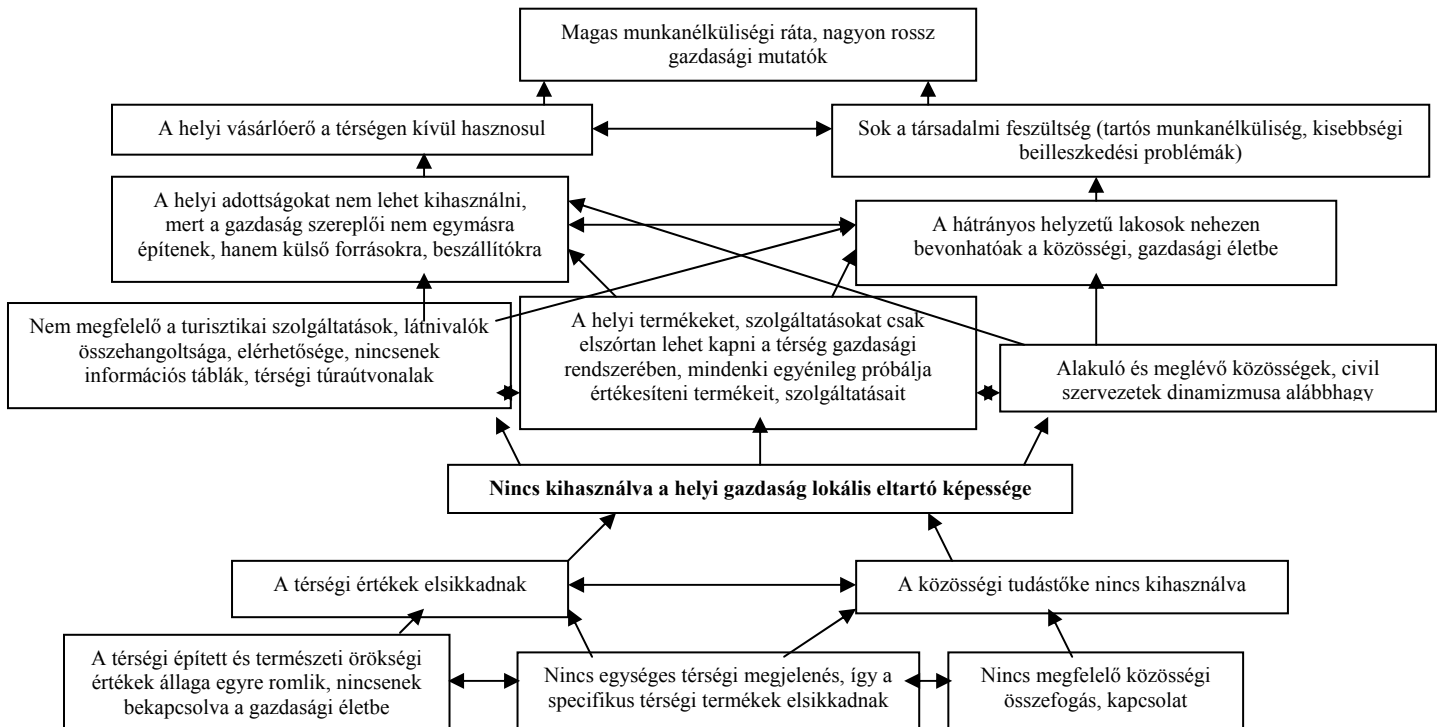 Magas munkanélküliségi ráta, nagyon rossz
gazdasági mutatók
A helyi vásárlóerő a térségen kívül hasznosul
Sok a társadalmi feszültség (tartós munkanélküliség, kisebbségi
beilleszkedési problémák)
A helyi adottságokat nem lehet kihasználni,
mert a gazdaság szereplői nem egymásra
építenek, hanem külső forrásokra, beszállítókra
A hátrányos helyzetű lakosok nehezen
bevonhatóak a közösségi, gazdasági életbe
Nem megfelelő a turisztikai szolgáltatások, látnivalók
összehangoltsága, elérhetősége, nincsenek
információs táblák, térségi túraútvonalak
A helyi termékeket, szolgáltatásokat csak
elszórtan lehet kapni a térség gazdasági
rendszerében, mindenki egyénileg próbálja
értékesíteni termékeit, szolgáltatásait
Alakuló és meglévő közösségek, civil
szervezetek dinamizmusa alábbhagy
Nincs kihasználva a helyi gazdaság lokális eltartó képessége
A térségi értékek elsikkadnak
A közösségi tudástőke nincs kihasználva
A térségi épített és természeti örökségi
értékek állaga egyre romlik, nincsenek
bekapcsolva a gazdasági életbe
Nincs egységes térségi megjelenés, így a
specifikus térségi termékek elsikkadnak
Nincs megfelelő közösségi
összefogás, kapcsolat